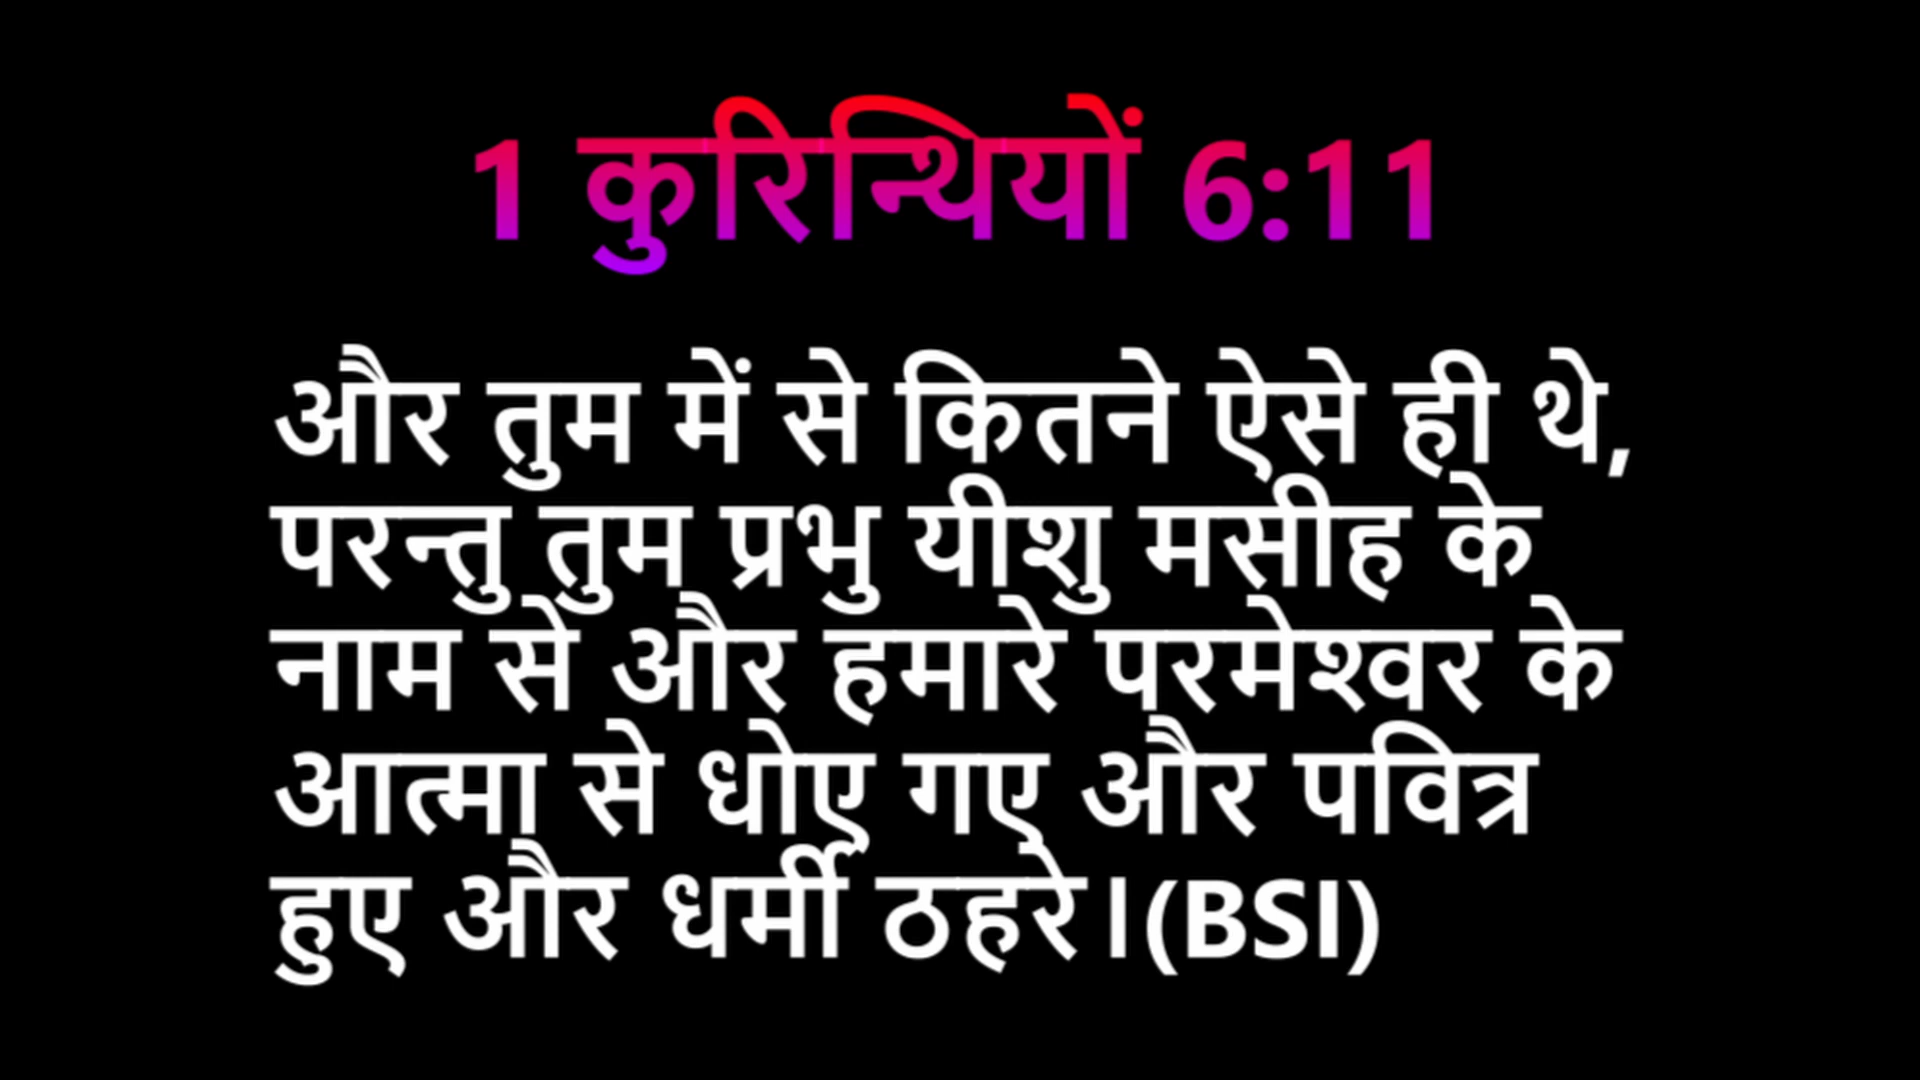 1 कुरिन्थियों 6:11
और तुम में से कितने ऐसे ही थे,
परन्तु तुम प्रभु यीशु मसीह के
नाम से और हमारे परमेश्वर के
आत्मा से धोए गए और पवित्र
हुए और धर्मी ठहरे।(BSI)